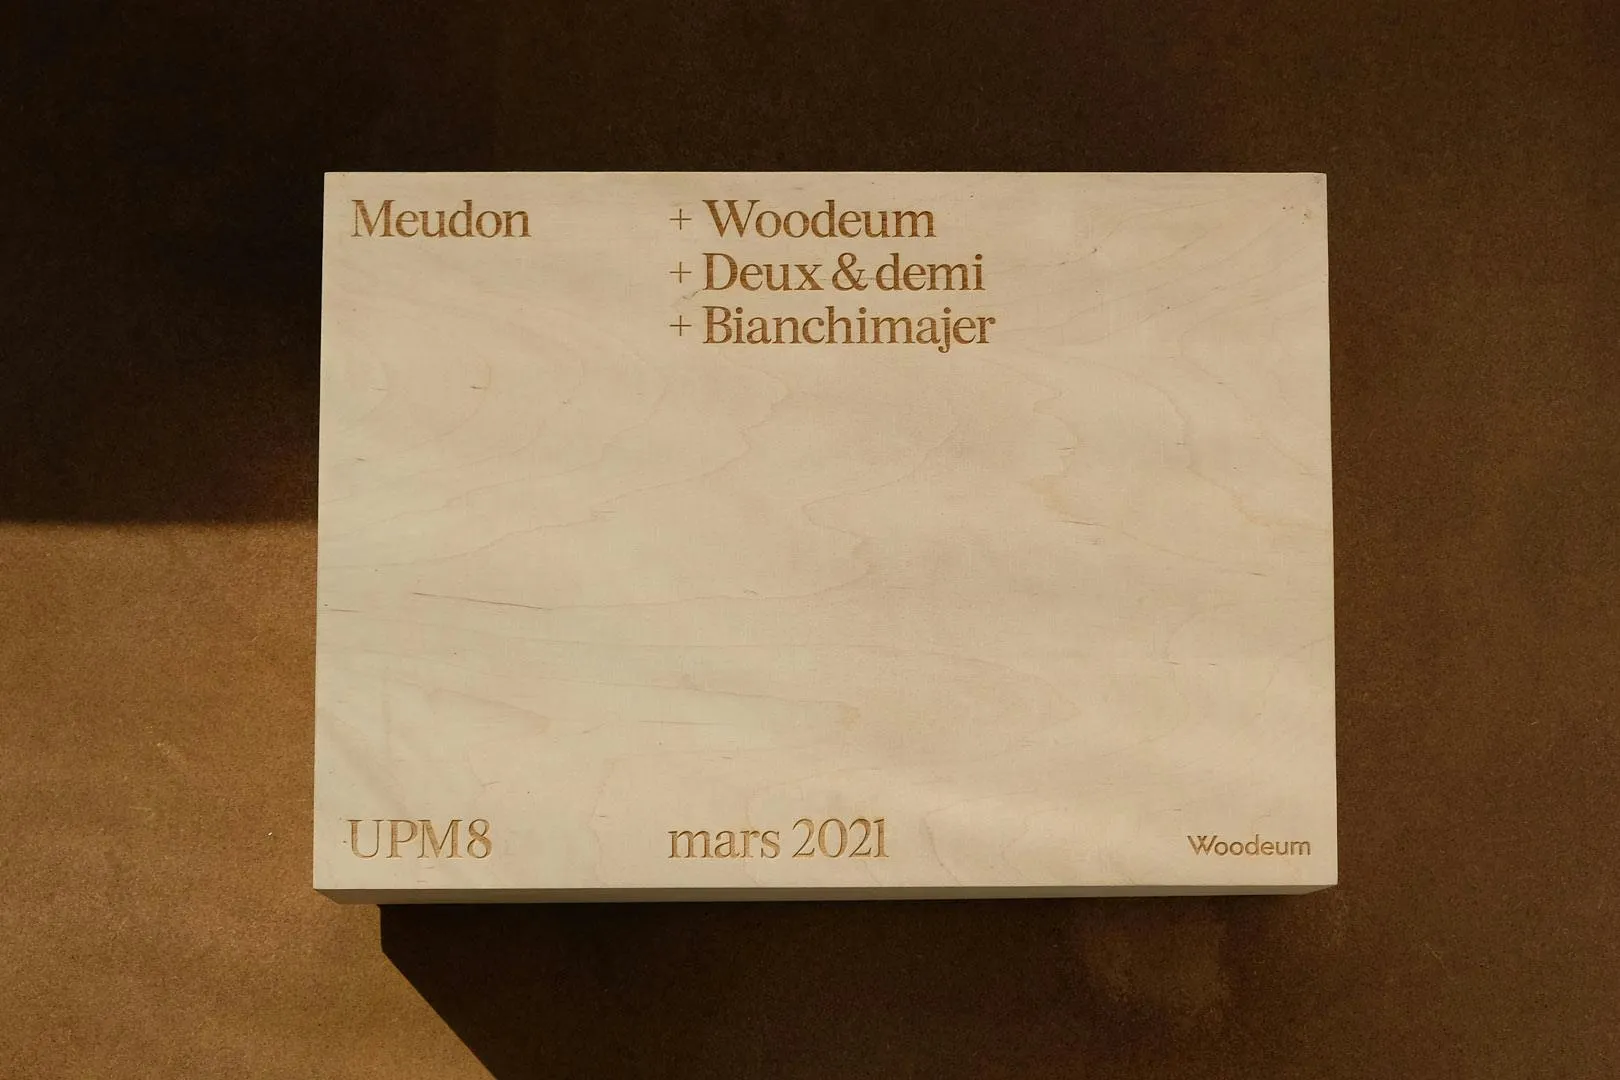 Meudon
+ Woodeum
+ Deux & demi
+ Bianchimajer
UPM8
mars 2021
Woodeum